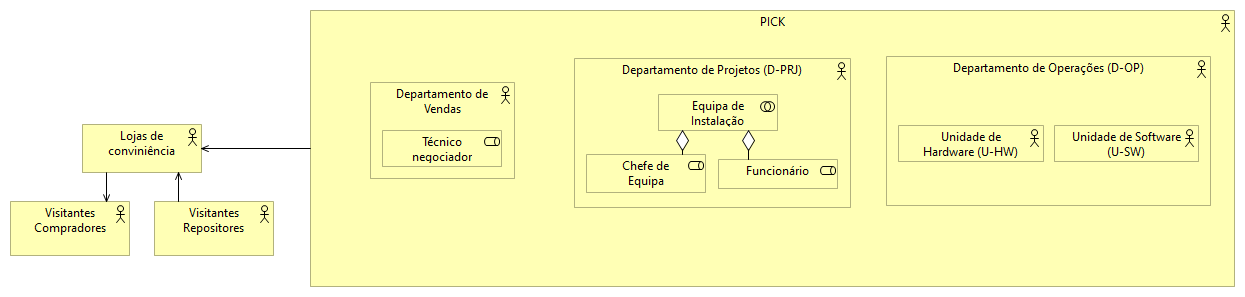 PICK
Departamento de Projetos (D-PRJ)
Departamento de Operações (D-OP)
Departamento de
Vendas
Equipa de
Instalação
Técnico
negociador
Lojas de
conviniência
Unidade de
Hardware (U-HW)
Unidade de Software
(U-SW)
Chefe de
Equipa
Funcionário
Visitantes
Compradores
Visitantes
Repositores